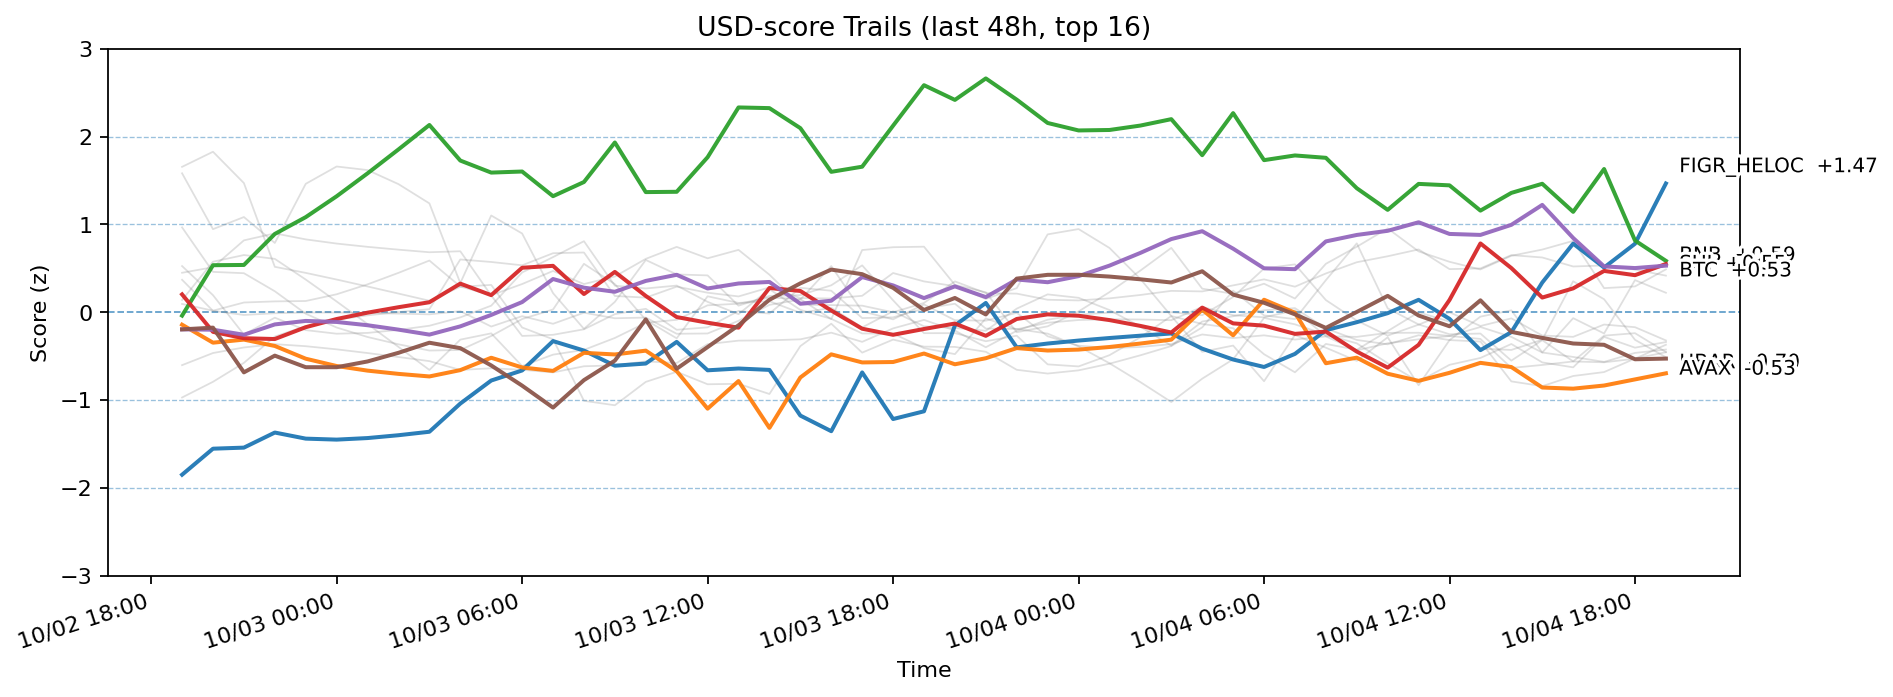 USD-score Trails (last 48h, top 16)
3
2
1
0
−1
−2
−3
Score (z)
FIGR_HELOC +1.47
BNB +0.59
BTC +0.53
AVAX -0.53
10/02 18:00
10/03 00:00
10/03 06:00
10/03 12:00
10/03 18:00
10/04 00:00
10/04 06:00
10/04 12:00
10/04 18:00
Time